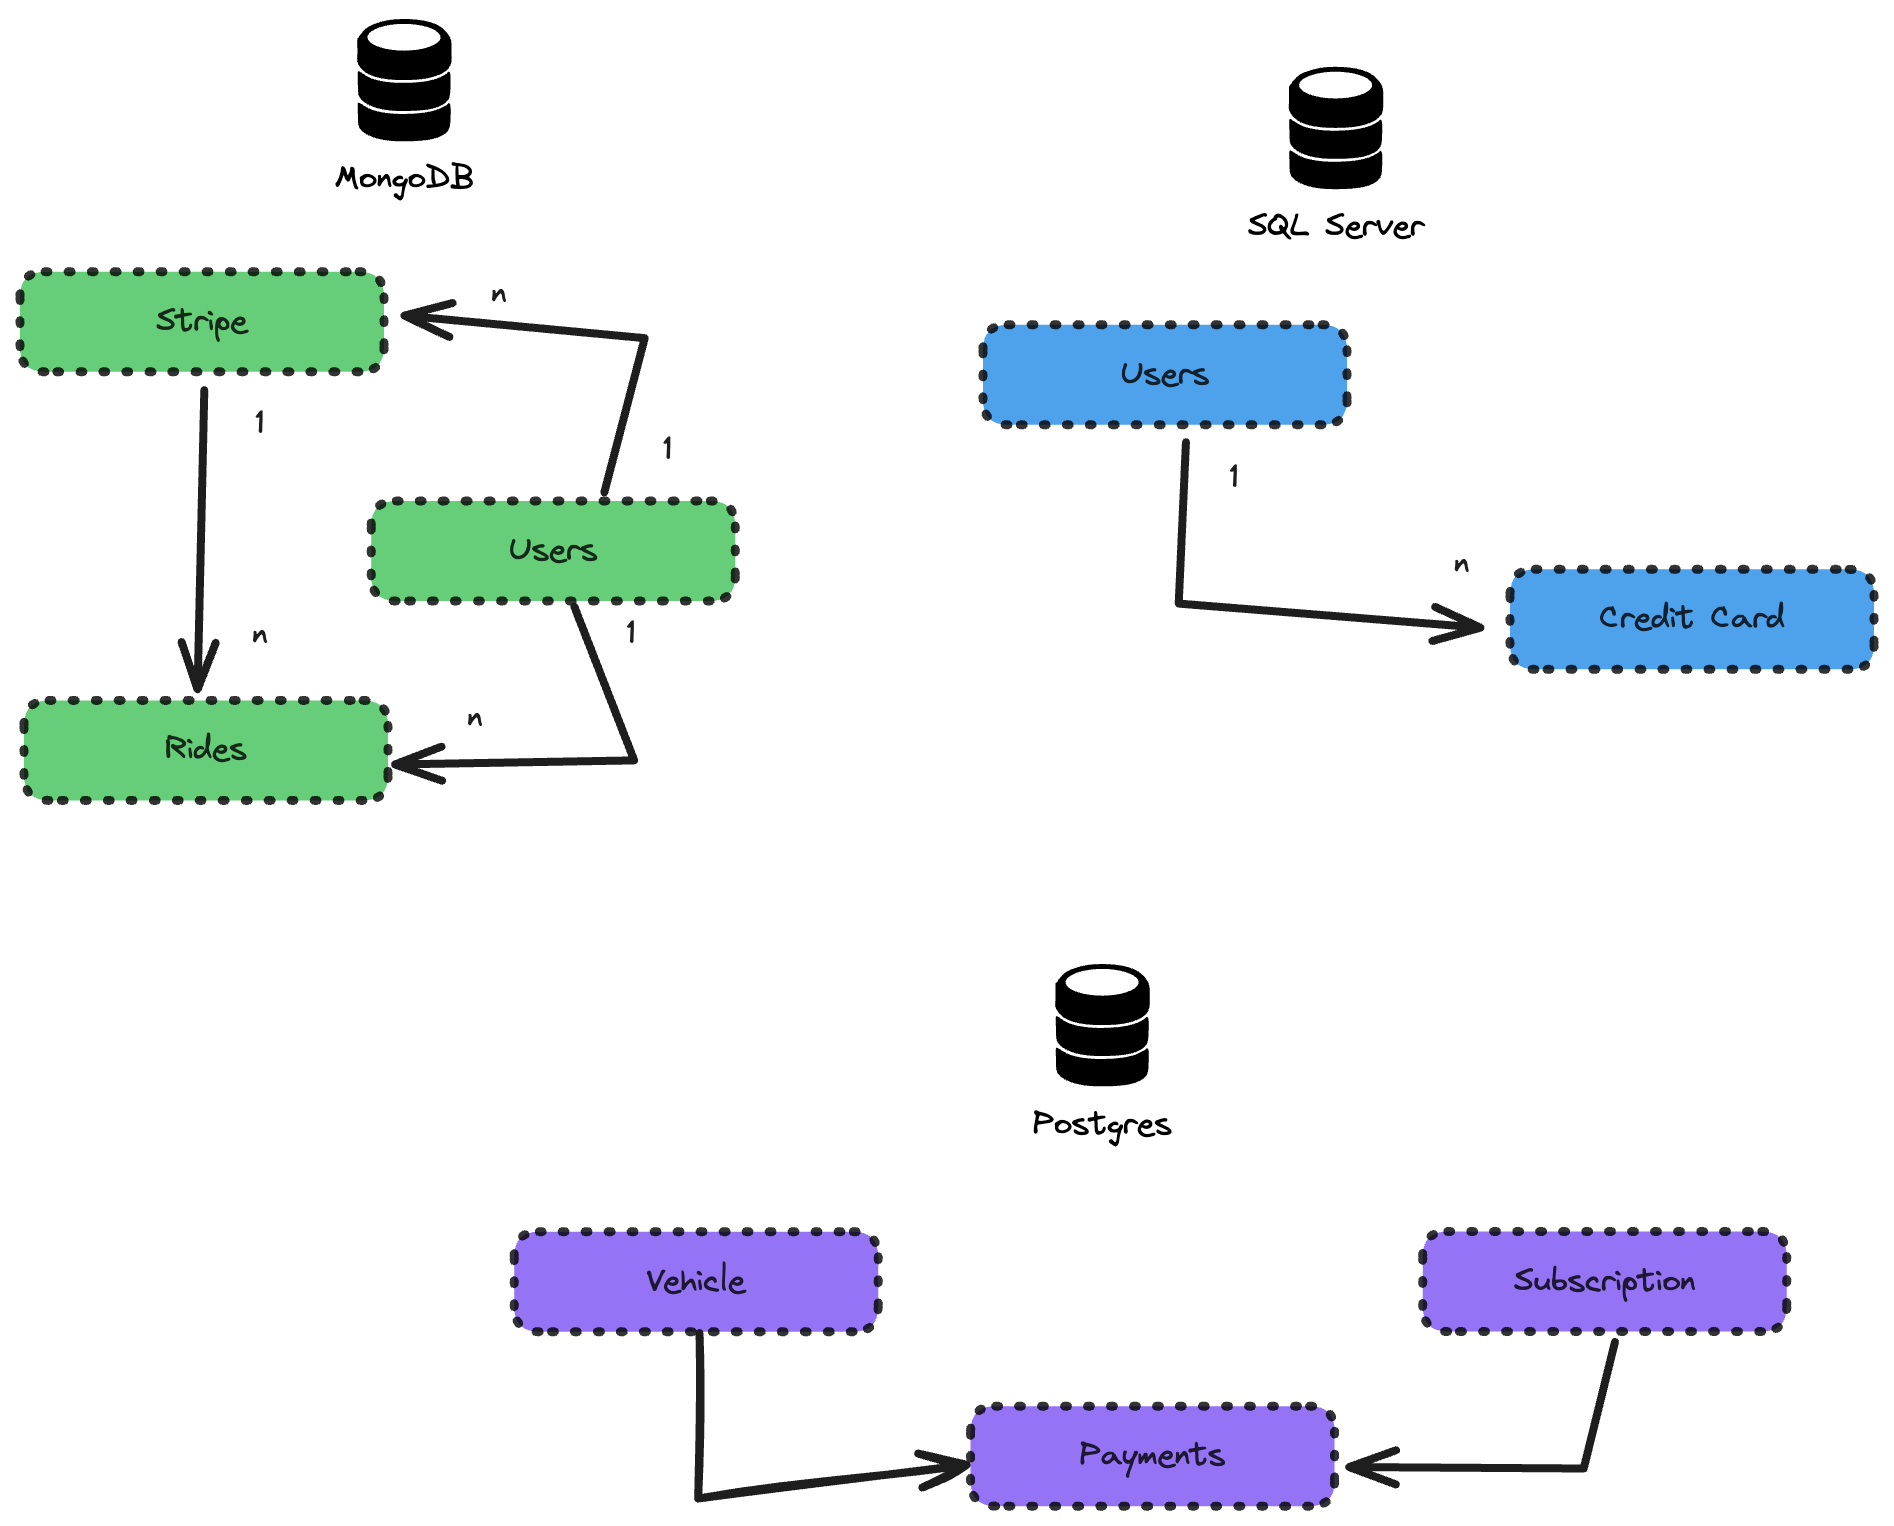 MongoDB
SQL Server
Stripe
n
1
1
Users
1
n
Rides
n
Users
1
n
Credit Card
Postgres
Vehicle
Subscription
Payments